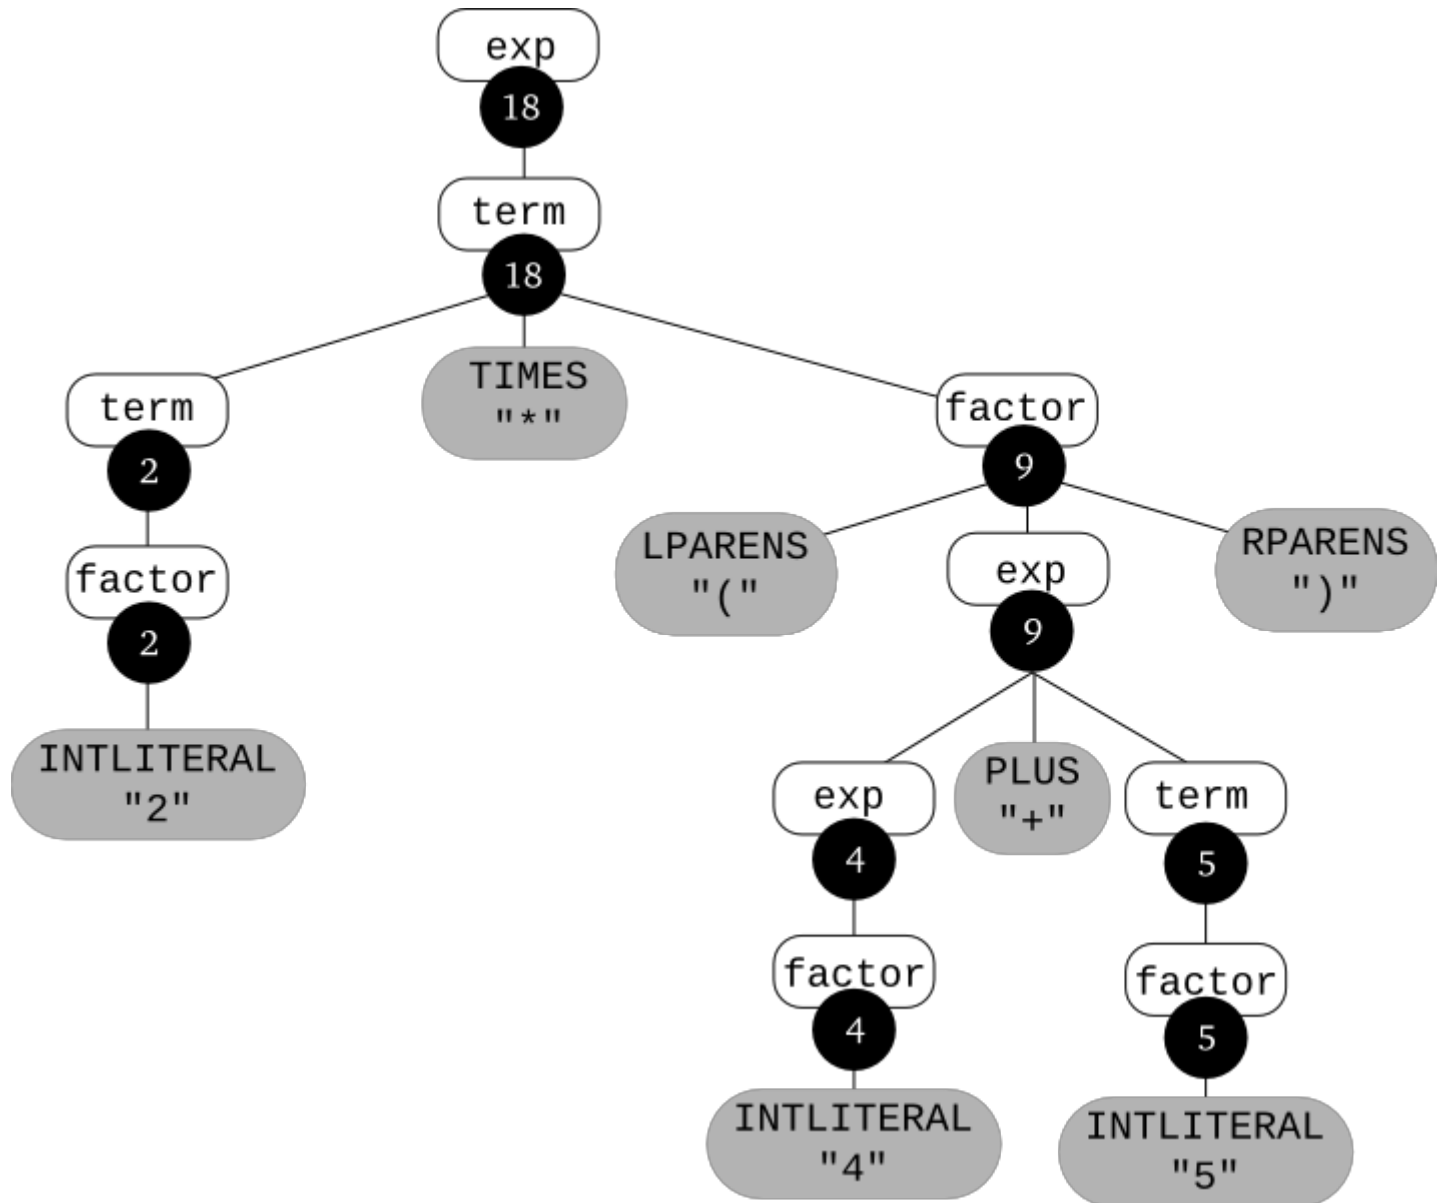 exp
18
term
18
TIMES
"*"
term
2
factor
9
LPARENS
"("
RPARENS
")"
factor
2
exp
9
INTLITERAL
"2"
exp
4
PLUS
"+"
term
5
factor
4
factor
5
INTLITERAL
"4"
INTLITERAL
"5"